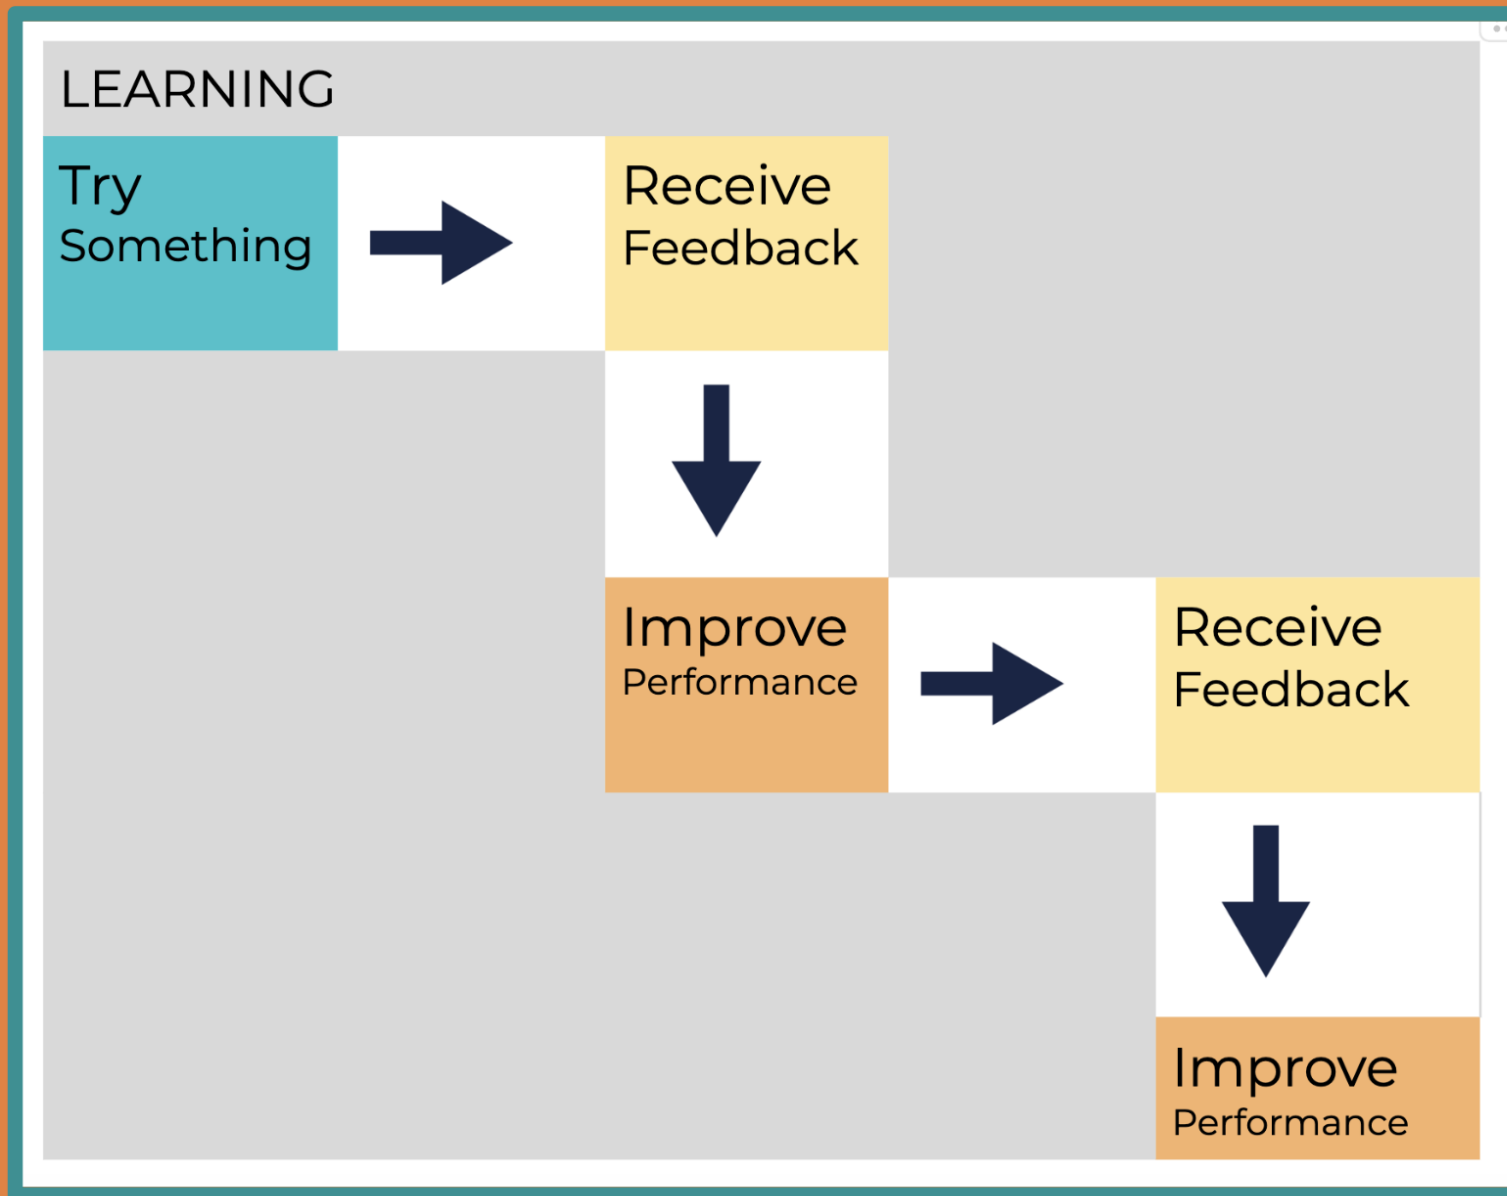 LEARNING
Try
Something
Receive
Feedback
Improve
Performance
Receive
Feedback
Improve
Performance